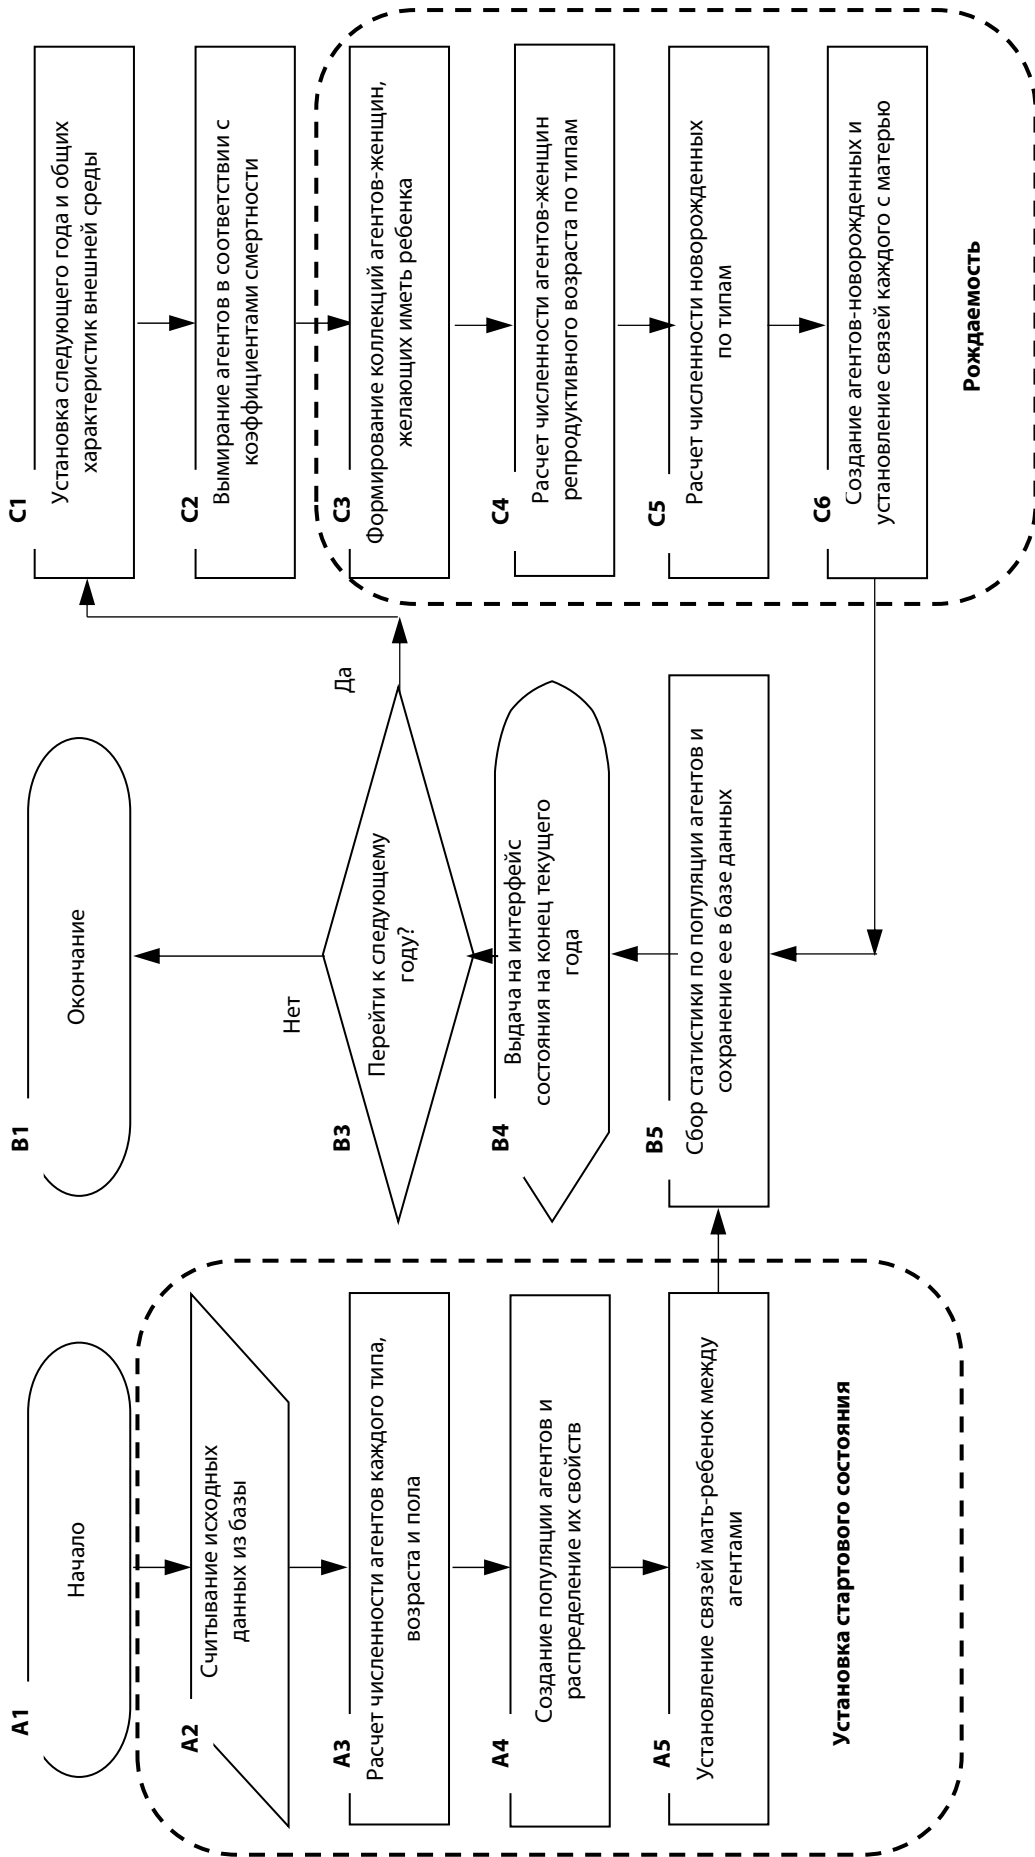 A1
Начало
A2
Считывание исходных
данных из базы
A3
Расчет численности агентов каждого типа,
возраста и пола
A4
Создание популяции агентов и
распределение их свойств
A5
Установление связей мать-ребенок между
агентами
Установка стартового состояния
B1
Окончание
Нет
B3
Перейти к следующему
году?
Да
B4
Выдача на интерфейс
состояния на конец текущего
года
B5
Сбор статистики по популяции агентов и
сохранение ее в базе данных
C1
Установка следующего года и общих
характеристик внешней среды
C2
Вымирание агентов в соответствии с
коэффициентами смертности
C3
Формирование коллекций агентов-женщин,
желающих иметь ребенка
C4
Расчет численности агентов-женщин
репродуктивного возраста по типам
C5
Расчет численности новорожденных
по типам
C6
Создание агентов-новорожденных и
установление связей каждого с матерью
Рождаемость